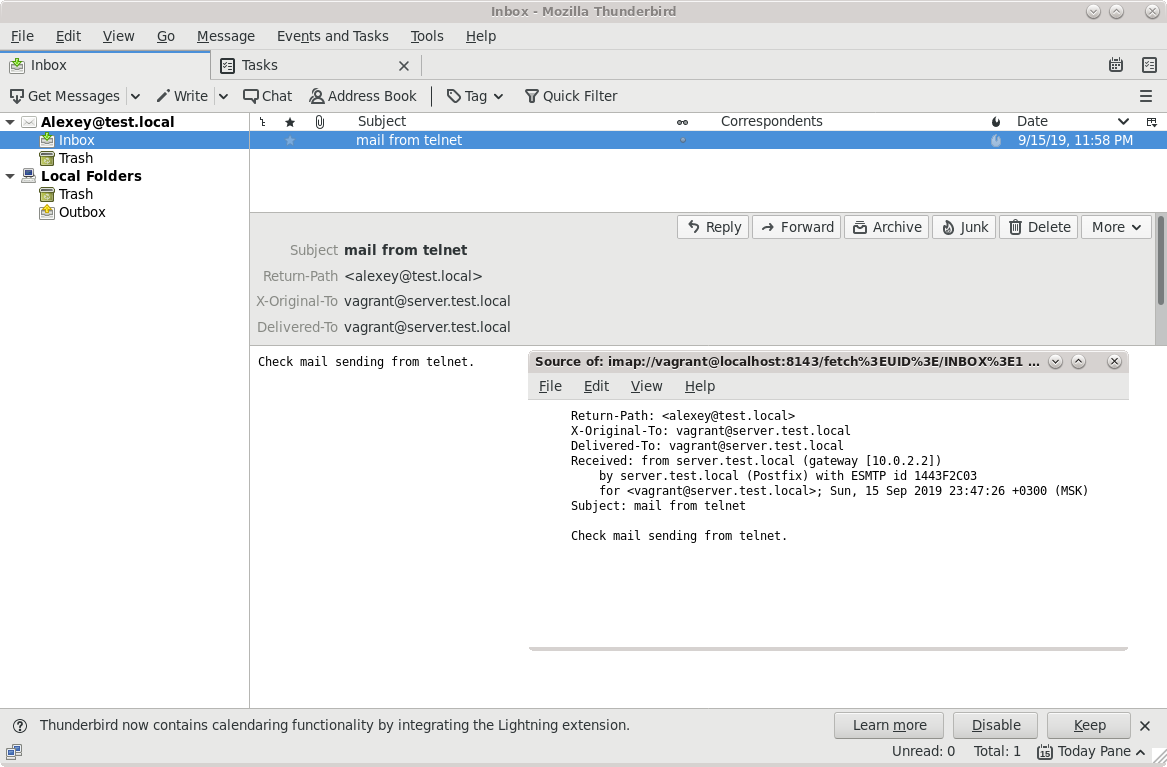 Inbox - Mozilla Thunderbird
File Edit View Go Message Events and Tasks Tools Help
Inbox Tasks
Get Messages Write Chat Address Book Tag Quick Filter
Alexey@test.local
Inbox
Trash
Local Folders
Trash
Outbox
Subject Correspondents Date
mail from telnet 9/15/19, 11:58 PM
Reply Forward Archive Junk Delete More
Subject mail from telnet
Return-Path <alexey@test.local>
X-Original-To vagrant@server.test.local
Delivered-To vagrant@server.test.local
Check mail sending from telnet.
Source of: imap://vagrant@localhost:8143/fetch%3EUID%3E/INBOX%3E1 ...
File Edit View Help
Return-Path: <alexey@test.local>
X-Original-To: vagrant@server.test.local
Delivered-To: vagrant@server.test.local
Received: from server.test.local (gateway [10.0.2.2])
by server.test.local (Postfix) with ESMTP id 1443F2C03
for <vagrant@server.test.local>; Sun, 15 Sep 2019 23:47:26 +0300 (MSK)
Subject: mail from telnet
Check mail sending from telnet.
Thunderbird now contains calendaring functionality by integrating the Lightning extension. Learn more Disable Keep
Unread: 0 Total: 1 15 Today Pane